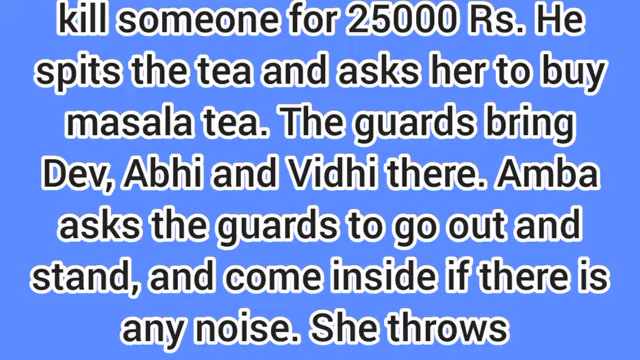 kill someone for 25000 Rs. He
spits the tea and asks her to buy
masala tea. The guards bring
Dev, Abhi and Vidhi there. Amba
asks the guards to go out and
stand, and come inside if there is
any noise. She throws